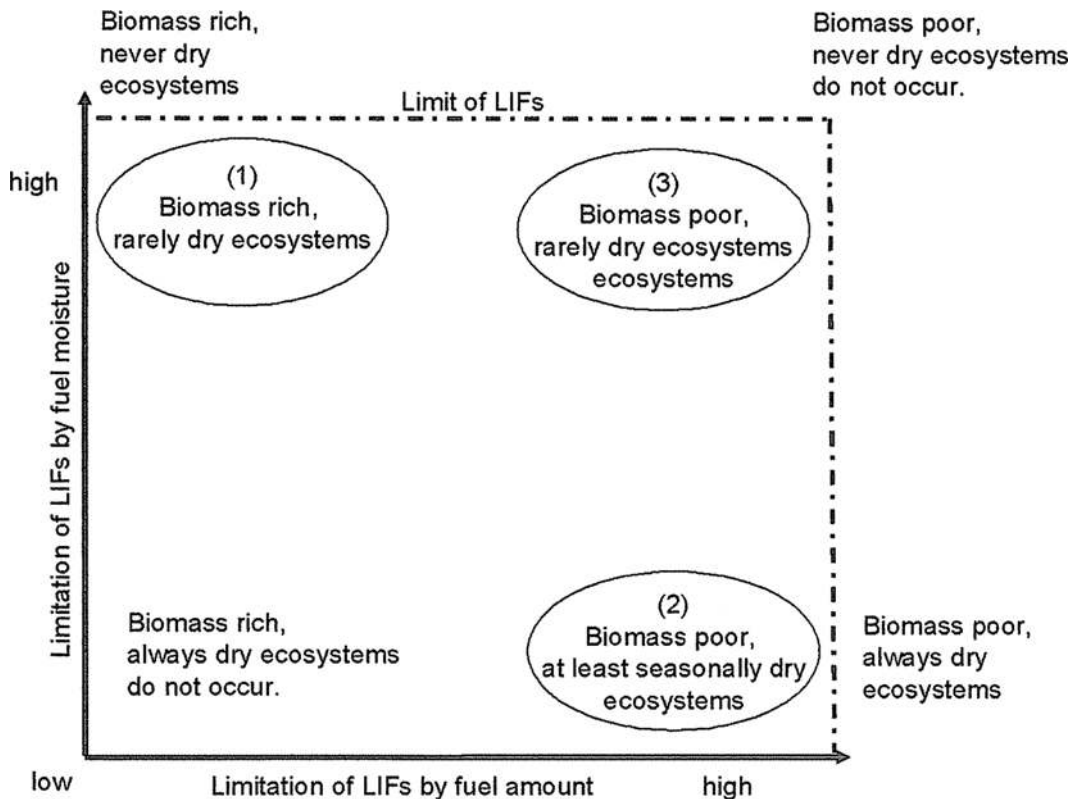 Biomass rich,
never dry
ecosystems
Biomass poor,
never dry ecosystems
do not occur.
Limit of LIFs
high
(1)
Biomass rich,
rarely dry ecosystems
(3)
Biomass poor,
rarely dry ecosystems
ecosystems
Limitation of LIFs by fuel moisture
Biomass rich,
always dry ecosystems
do not occur.
(2)
Biomass poor,
at least seasonally dry
ecosystems
Biomass poor,
always dry
ecosystems
low
Limitation of LIFs by fuel amount
high